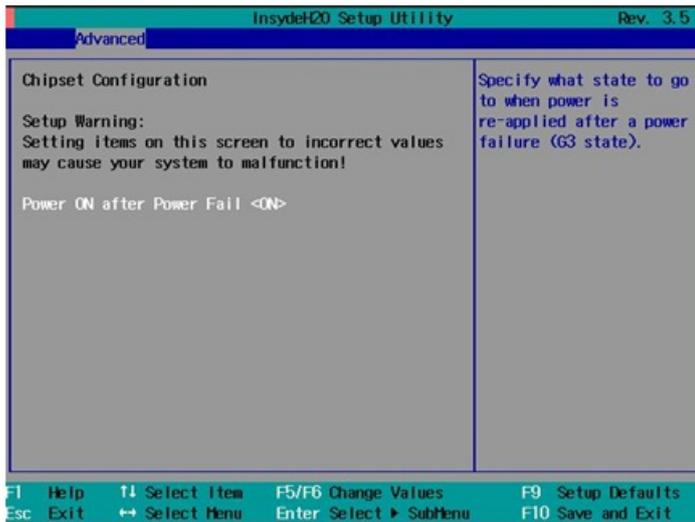 InsydeH20 Setup Utility Rev. 3.5
Advanced
Chipset Configuration
Setup Warning:
Setting items on this screen to incorrect values
may cause your system to malfunction!
Power ON after Power Fail <ON>
Specify what state to go
to when power is
re-applied after a power
failure (G3 state).
F1 Help ↑↓ Select Item F5/F6 Change Values F9 Setup Defaults
Esc Exit ↔ Select Menu Enter Select ▶ SubMenu F10 Save and Exit